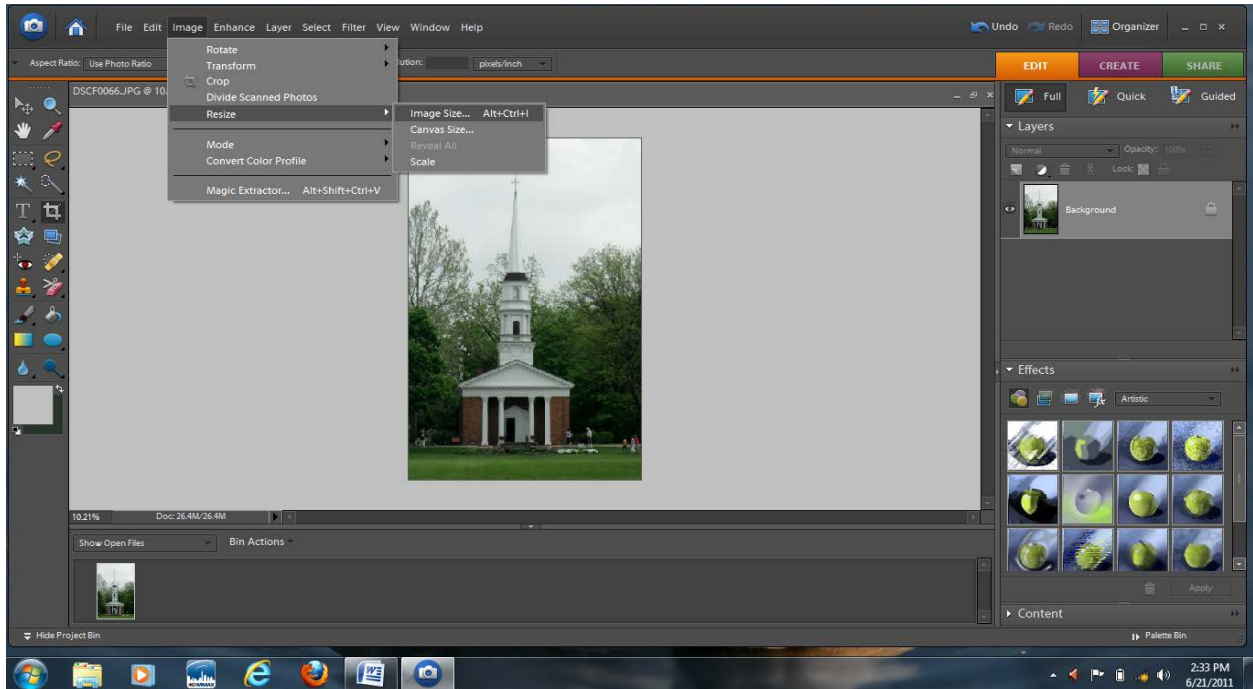 File Edit Image Enhance Layer Select Filter View Window Help
Undo Redo Organizer
Aspect Ratio: Use Photo Ratio
lution: pixels/inch
EDIT CREATE SHARE
Rotate
Transform
Crop
Divide Scanned Photos
Resize
Mode
Convert Color Profile
Magic Extractor... Alt+Shift+Ctrl+V
Image Size... Alt+Ctrl+I
Canvas Size...
Reveal All
Scale
DSCF0066.JPG @ 10.
Full Quick Guided
Layers
Normal Opacity: 100%
Lock:
Background
Effects
Artistic
Apply
Content
10.21% Doc: 26.4M/26.4M
Show Open Files Bin Actions
Hide Project Bin
Palette Bin
2:33 PM
6/21/2011